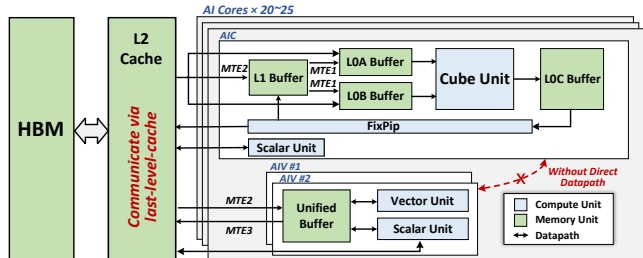 AI Cores × 20~25
AIC
L2
Cache
HBM
Communicate via
last-level-cache
MTE2
L1 Buffer
MTE1
MTE1
L0A Buffer
L0B Buffer
Cube Unit
L0C Buffer
FixPip
Scalar Unit
AIV #1
AIV #2
Without Direct
Datapath
MTE2
MTE3
Unified
Buffer
Vector Unit
Scalar Unit
Compute Unit
Memory Unit
Datapath